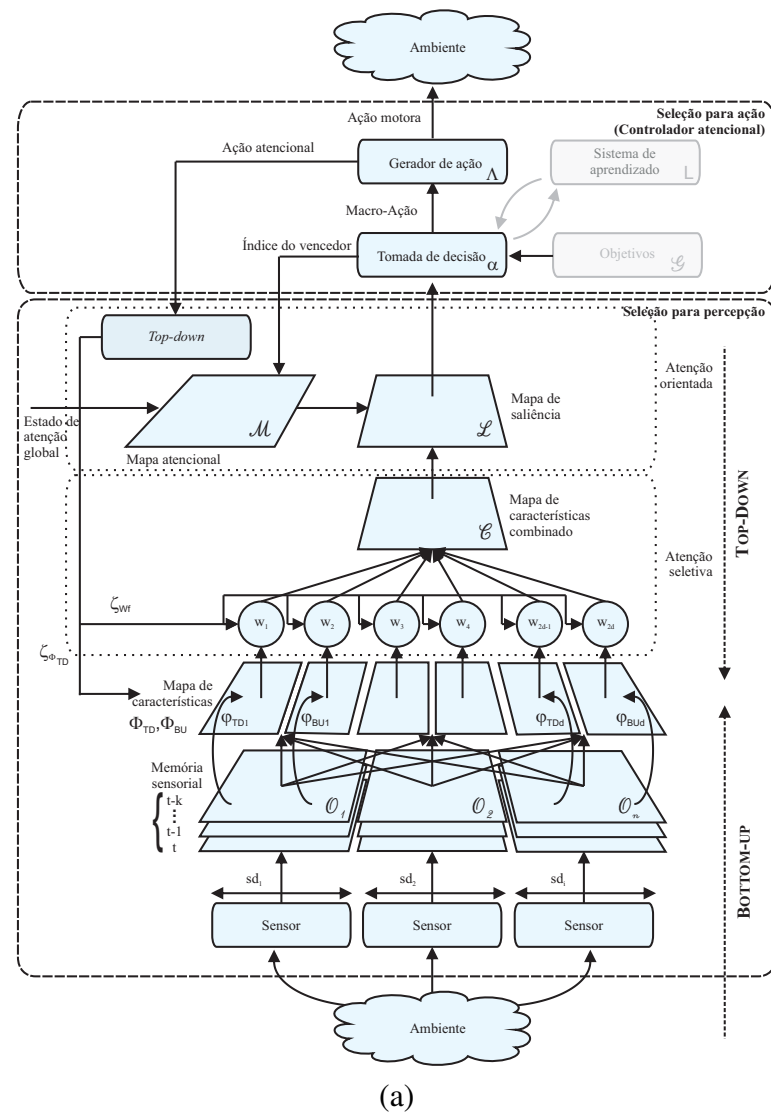 Ambiente
Seleção para ação
(Controlador atencional)
Ação motora
Ação atencional
Gerador de ação
Λ
Sistema de
aprendizado
L
Macro-Ação
Índice do vencedor
Tomada de decisão
α
Objetivos
𝒢
Seleção para percepção
Top-down
Atenção
orientada
Estado de
atenção
global
ℳ
Mapa atencional
ℒ
Mapa de
saliência
𝒞
Mapa de
características
combinado
TOP-DOWN
Atenção
seletiva
ζWf
w1 w2 w3 w4 w2d-1 w2d
ζΦTD
Mapa de
características
ΦTD, ΦBU
φTD1 φBU1 φTDd φBUd
Memória
sensorial
t-k
⋮
t-1
t
𝒪1 𝒪2 𝒪n
BOTTOM-UP
sd1 sd2 sdi
Sensor Sensor Sensor
Ambiente
(a)